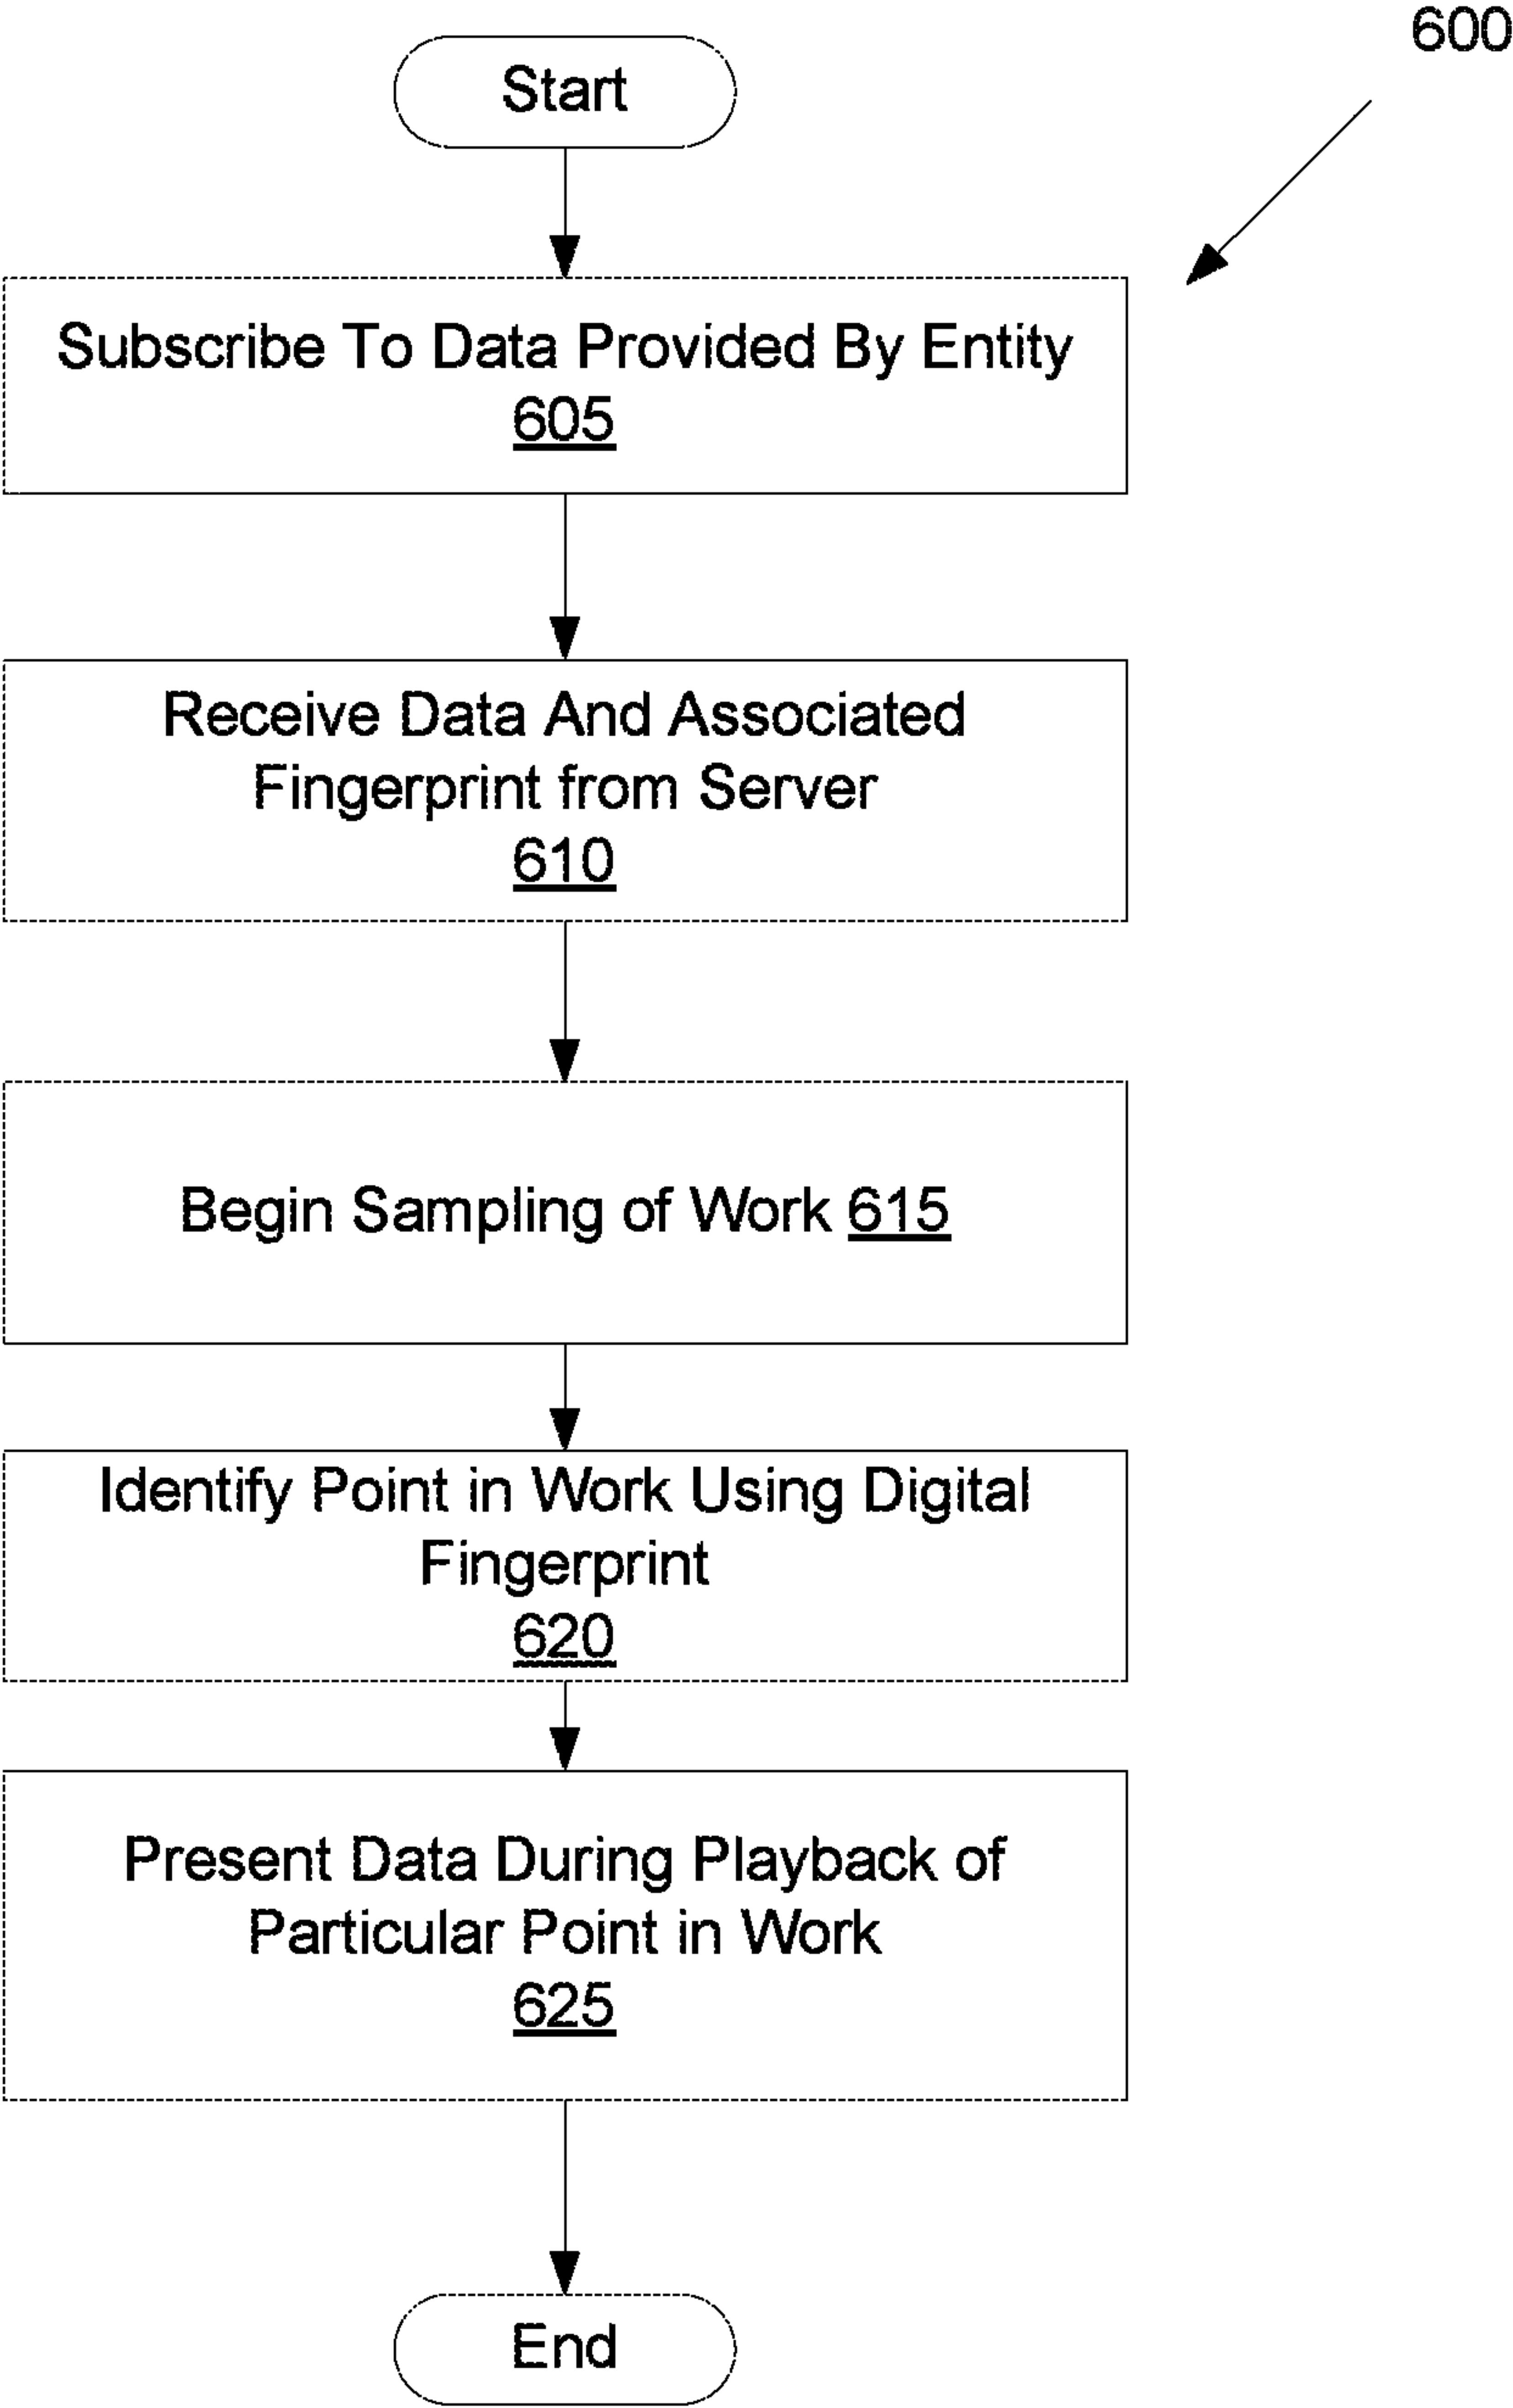 600
Start
Subscribe To Data Provided By Entity
605
Receive Data And Associated
Fingerprint from Server
610
Begin Sampling of Work 615
Identify Point in Work Using Digital
Fingerprint
620
Present Data During Playback of
Particular Point in Work
625
End